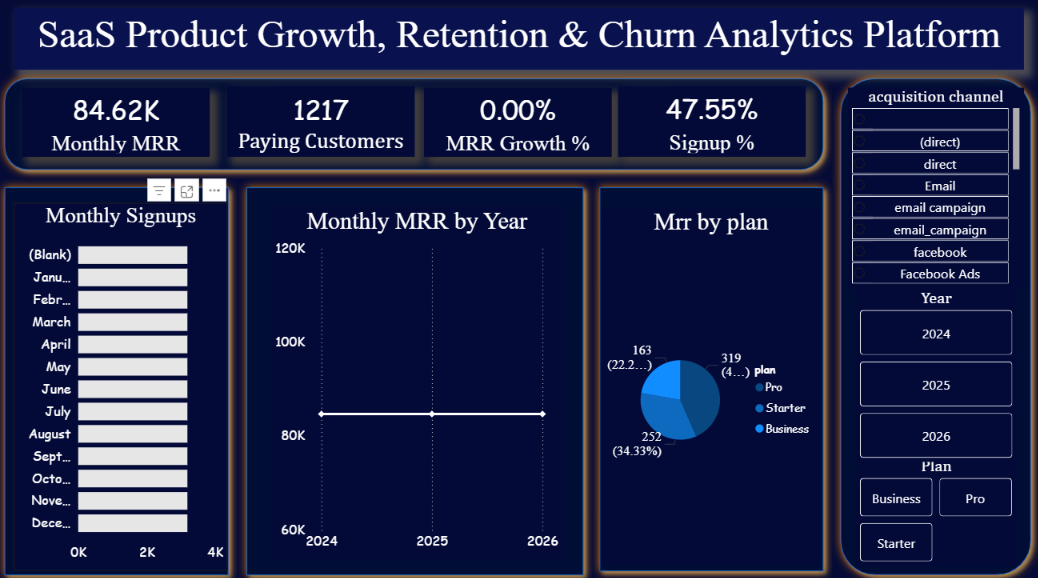 SaaS Product Growth, Retention & Churn Analytics Platform
84.62K
Monthly MRR
1217
Paying Customers
0.00%
MRR Growth %
47.55%
Signup %
Monthly Signups
(Blank)
Janu...
Febr...
March
April
May
June
July
August
Sept...
Octo...
Nove...
Dece...
0K 2K 4K
Monthly MRR by Year
120K
100K
80K
60K
2024 2025 2026
Mrr by plan
163
(22.2...)
319
(4...)
252
(34.33%)
plan
Pro
Starter
Business
acquisition channel
(direct)
direct
Email
email campaign
email_campaign
facebook
Facebook Ads
Year
2024
2025
2026
Plan
Business Pro
Starter